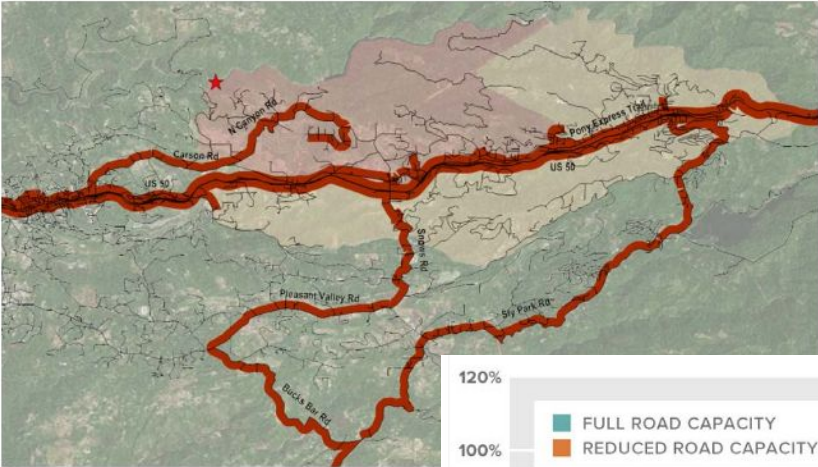 N Canyon Rd
Carson Rd
US 50
Pony Express Trail
US 50
Snows Rd
Pleasant Valley Rd
Sly Park Rd
Bucks Bar Rd
120%
FULL ROAD CAPACITY
100%
REDUCED ROAD CAPACITY